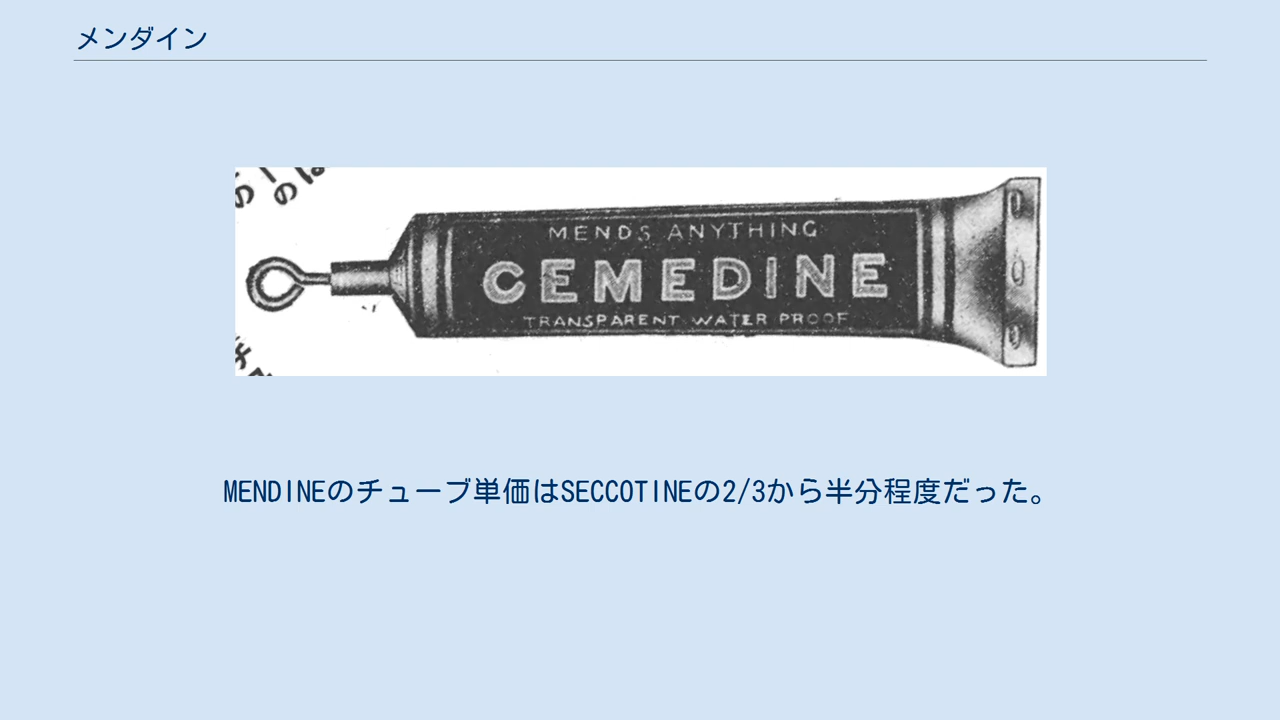 メンダイン
MENDS ANYTHING
CEMEDINE
TRANSPARENT WATER PROOF
MENDINEのチューブ単価はSECCOTINEの2/3から半分程度だった。